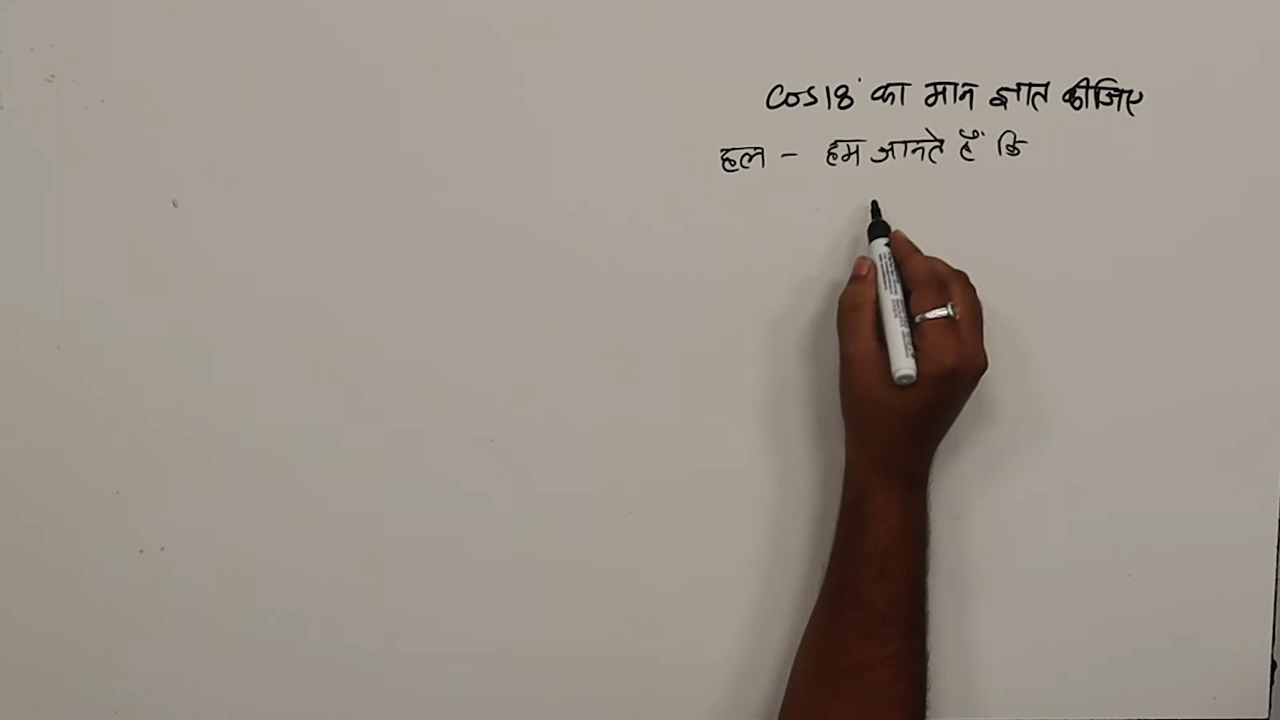 cos18° का मान ज्ञात कीजिए
हल - हम जानते हैं कि